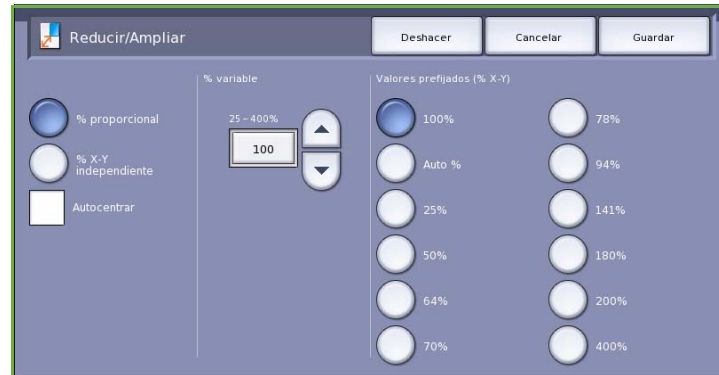 Reducir/Ampliar
Deshacer
Cancelar
Guardar
% variable
Valores prefijados (% X-Y)
% proporcional
% X-Y
independiente
Autocentrar
25 – 400%
100
100%
Auto %
25%
50%
64%
70%
78%
94%
141%
180%
200%
400%